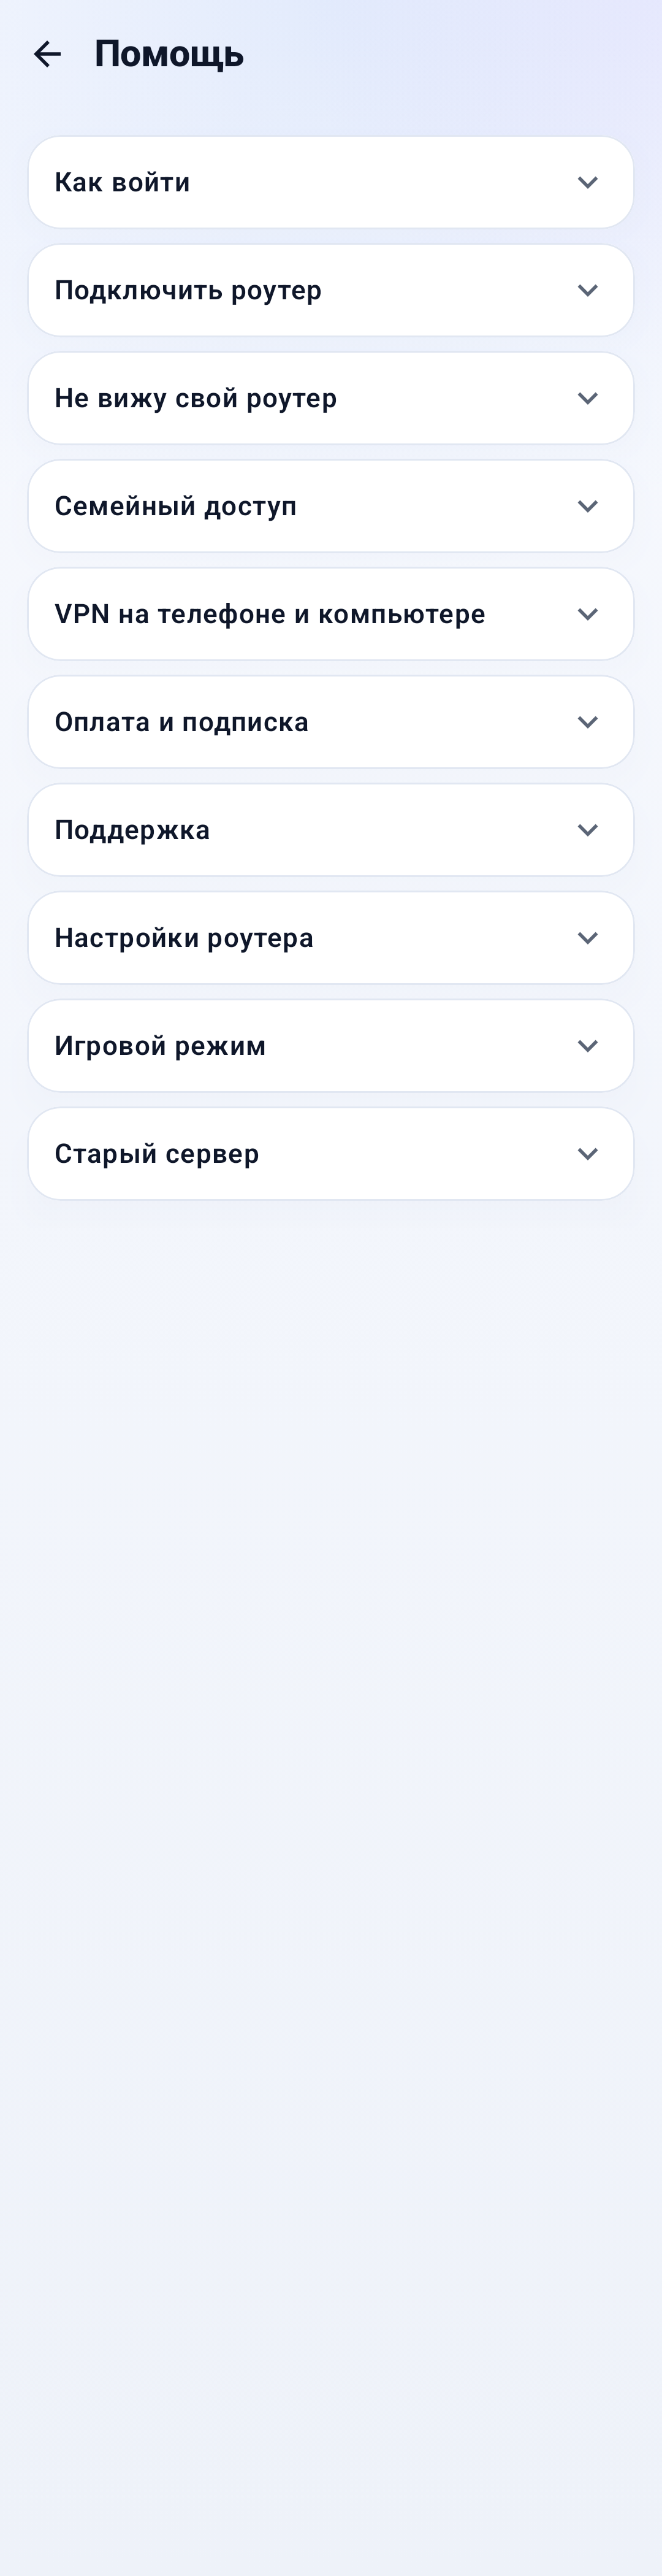 Помощь
Как войти
Подключить роутер
Не вижу свой роутер
Семейный доступ
VPN на телефоне и компьютере
Оплата и подписка
Поддержка
Настройки роутера
Игровой режим
Старый сервер